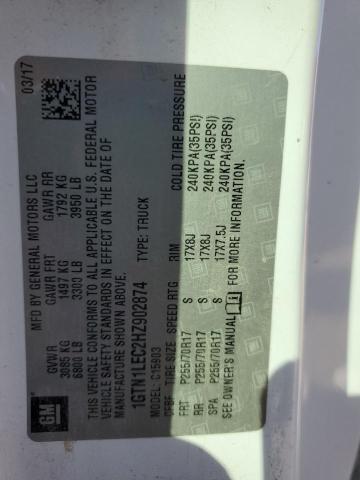 GM
MFD BY GENERAL MOTORS LLC
03/17
GVWR GAWR FRT GAWR RR
3085 KG 1497 KG 1792 KG
6800 LB 3300 LB 3950 LB
THIS VEHICLE CONFORMS TO ALL APPLICABLE U.S. FEDERAL MOTOR
VEHICLE SAFETY STANDARDS IN EFFECT ON THE DATE OF
MANUFACTURE SHOWN ABOVE.
1GTN1LEC2HZ902874 TYPE: TRUCK
MODEL: C15903
TIRE SIZE SPEED RTG RIM COLD TIRE PRESSURE
FRT P255/70R17 S 17X8J 240KPA(35PSI)
RR P255/70R17 S 17X8J 240KPA(35PSI)
SPA P255/70R17 S 17X7.5J 240KPA(35PSI)
SEE OWNER'S MANUAL FOR MORE INFORMATION.